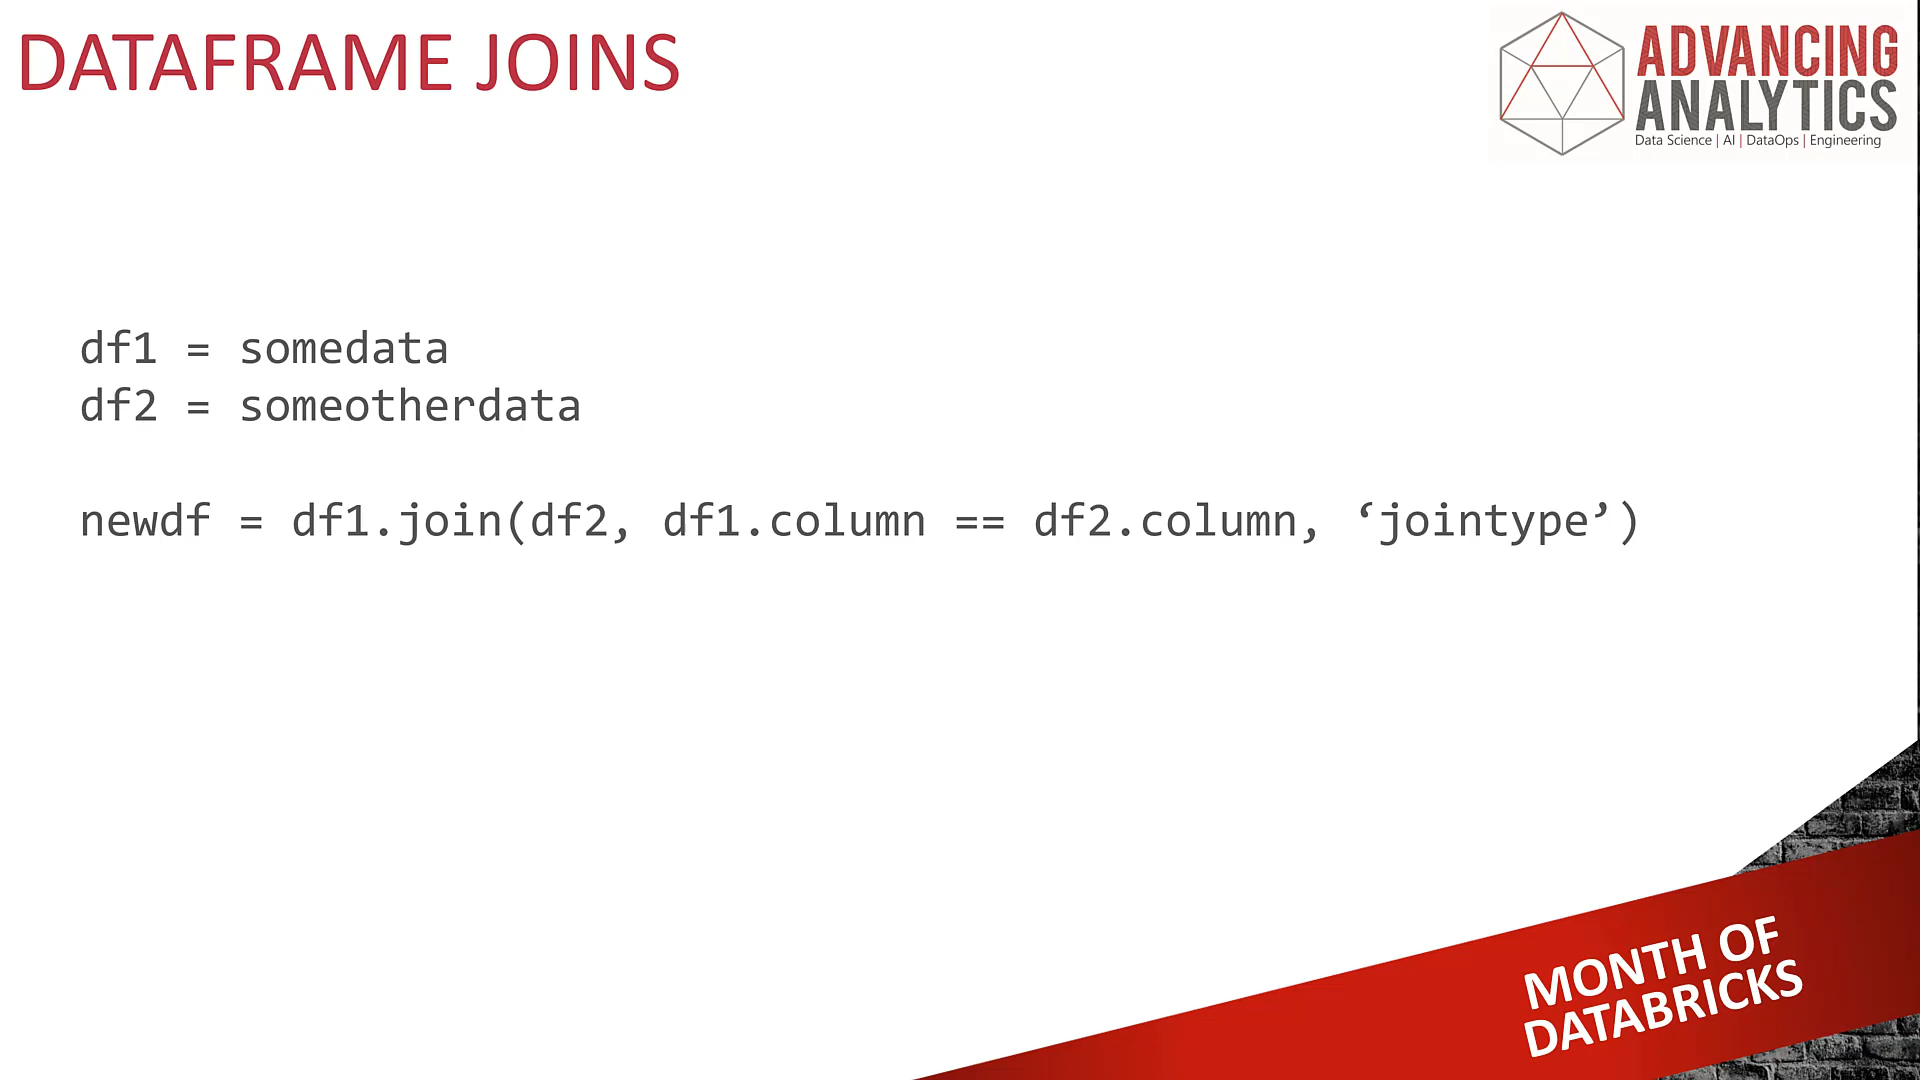 DATAFRAME JOINS
ADVANCING
ANALYTICS
Data Science | AI | DataOps | Engineering
df1 = somedata
df2 = someotherdata
newdf = df1.join(df2, df1.column == df2.column, ‘jointype’)
MONTH OF
DATABRICKS